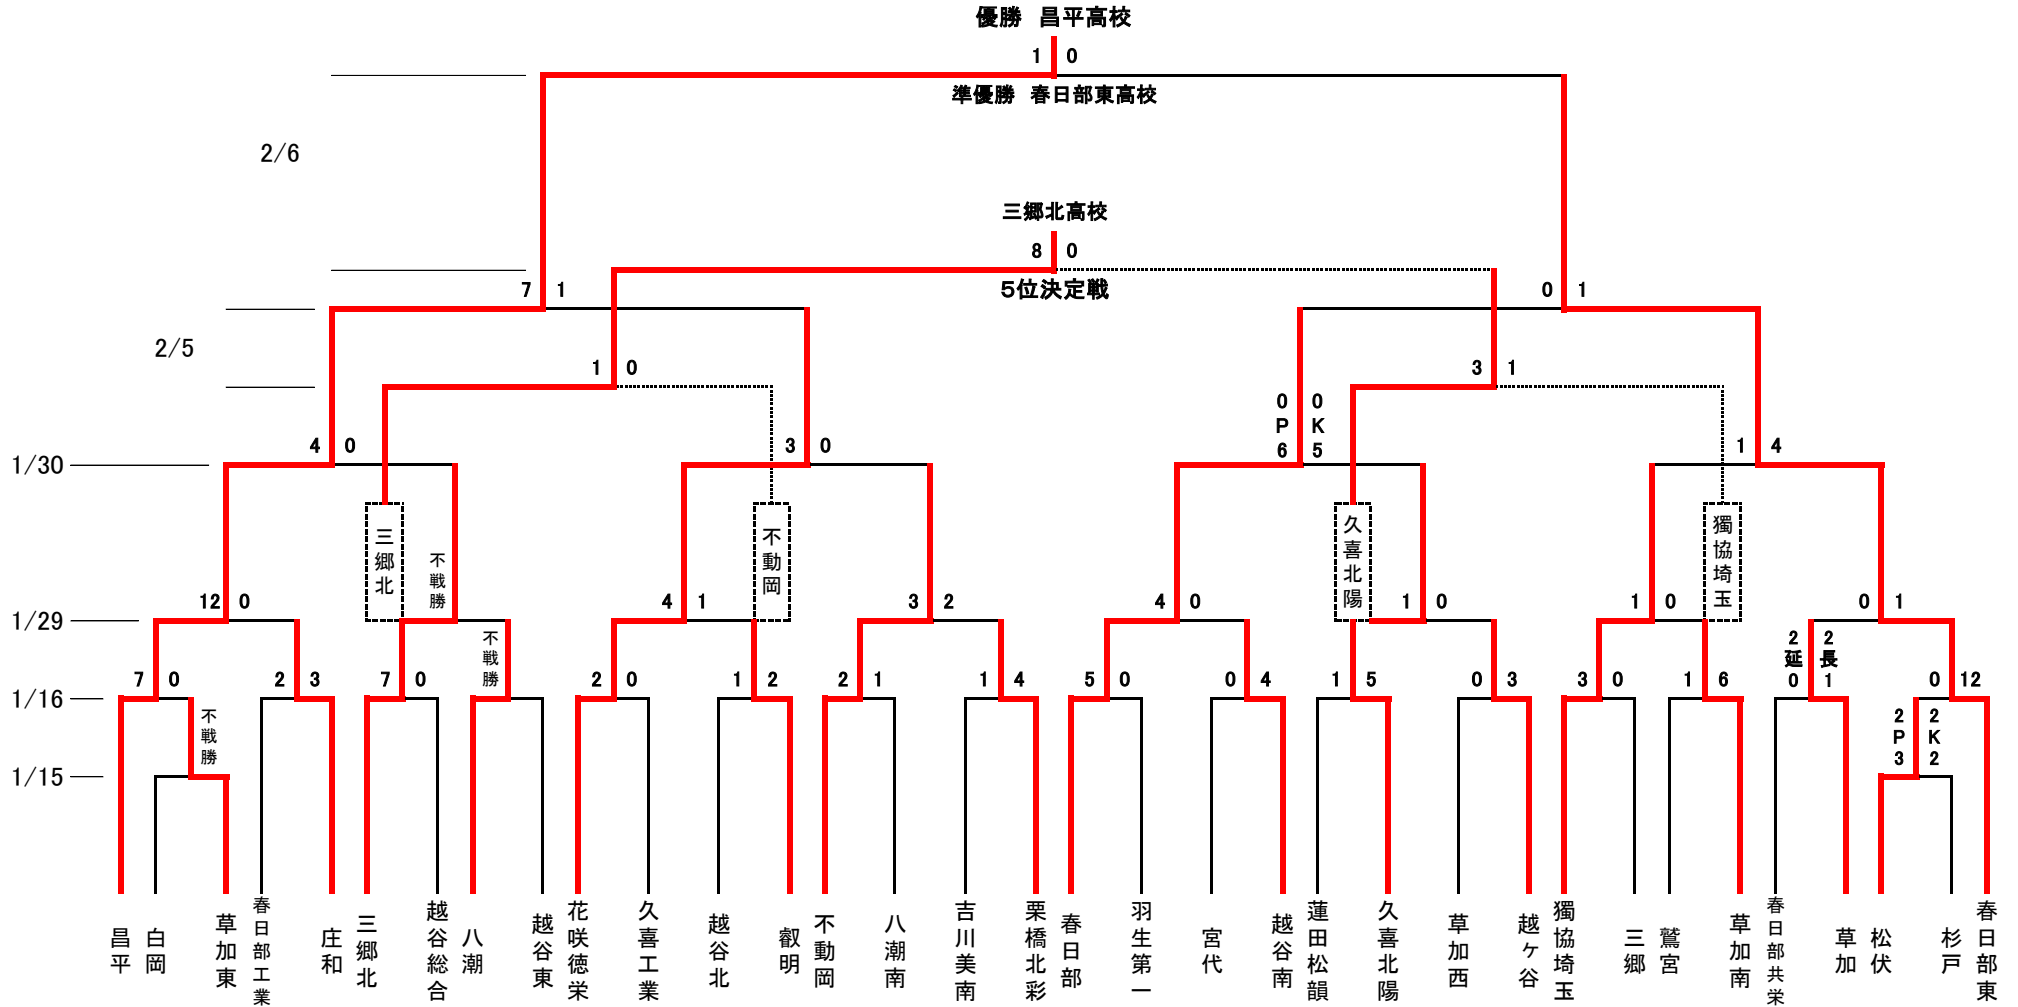 優勝 昌平高校
1 0
準優勝 春日部東高校
2/6
三郷北高校
8 0
5位決定戦
7 1
0 1
2/5
1 0
3 1
0 0
P K
6 5
4 0
3 0
1 4
1/30
三郷北
不戦勝
不動岡
久喜北陽
獨協埼玉
12 0
4 1
3 2
4 0
1 0
1 0
0 1
1/29
不戦勝
2 2
延 長
0 1
7 0
2 3
7 0
2 0
1 2
2 1
1 4
5 0
0 4
1 5
0 3
3 0
1 6
0 12
1/16
不戦勝
2 2
P K
3 2
1/15
昌平
白岡
草加東
春日部工業
庄和
三郷北
越谷総合
八潮
越谷東
花咲徳栄
久喜工業
越谷北
叡明
不動岡
八潮南
吉川美南
栗橋北彩
春日部
羽生第一
宮代
越谷南
蓮田松韻
久喜北陽
草加西
越ヶ谷
獨協埼玉
三郷
鷲宮
草加南
春日部共栄
草加
松伏
杉戸
春日部東